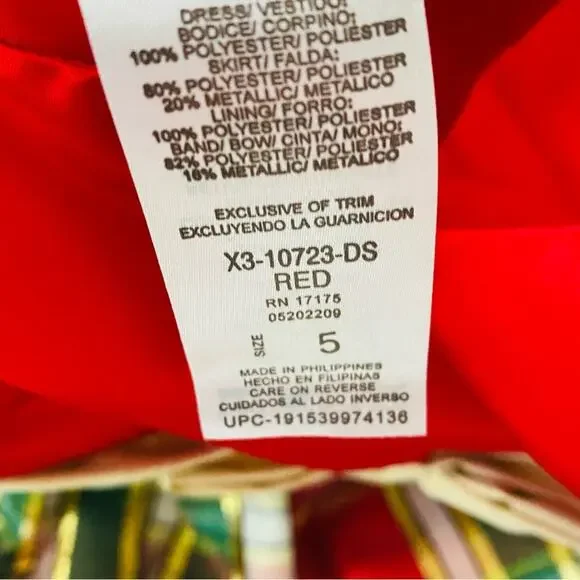 DRESS/ VESTIDO:
BODICE/ CORPINO:
100% POLYESTER/ POLIESTER
SKIRT/ FALDA:
80% POLYESTER/ POLIESTER
20% METALLIC/ METALICO
LINING/ FORRO:
100% POLYESTER/ POLIESTER
BAND/ BOW/ CINTA/ MONO:
82% POLYESTER/ POLIESTER
18% METALLIC/ METALICO
EXCLUSIVE OF TRIM
EXCLUYENDO LA GUARNICION
X3-10723-DS
RED
RN 17175
05202209
SIZE 5
MADE IN PHILIPPINES
HECHO EN FILIPINAS
CARE ON REVERSE
CUIDADOS AL LADO INVERSO
UPC-191539974136